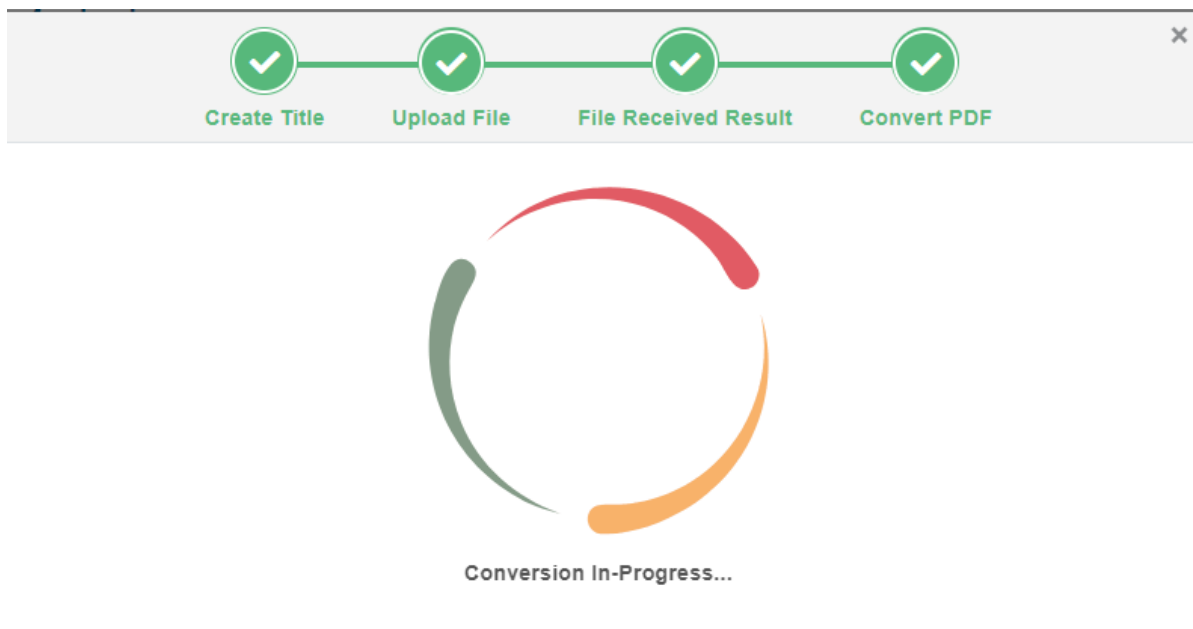 Create Title Upload File File Received Result Convert PDF
Conversion In-Progress...